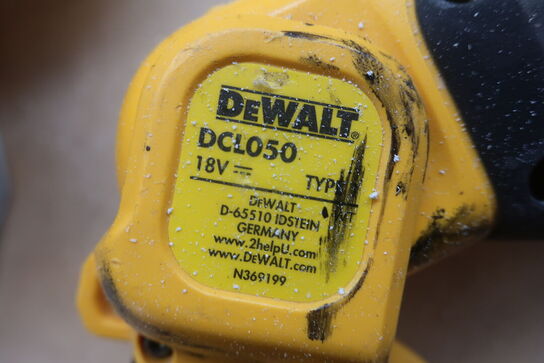 DEWALT®
DCL050
18V ⎓ TYP
DEWALT
D-65510 IDSTEIN
GERMANY
www.2helpU.com
www.DEWALT.com
N369199